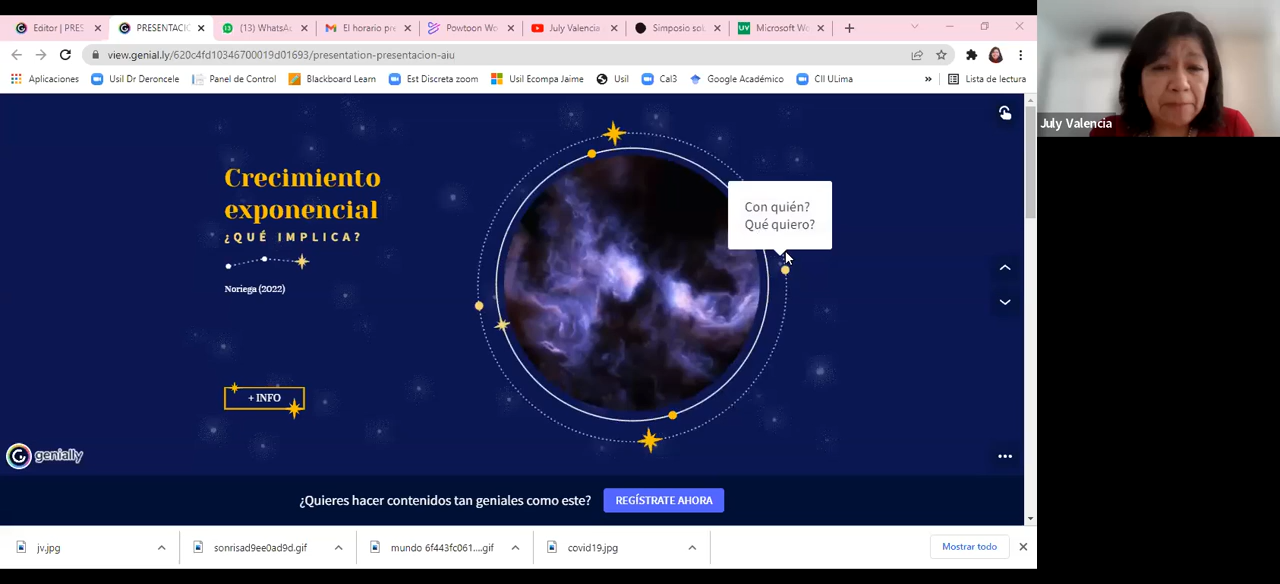 Editor | PRES
PRESENTACIÓ
(13) WhatsA
El horario po
Powtoon Wo
July Valencia
Simposio sob
Microsoft We
view.genial.ly/620c4fd10346700019d01693/presentation-presentacion-aiu
Aplicaciones
Usil Dr Deroncele
Panel de Control
Blackboard Learn
Est Discreta zoom
Usil Ecompa Jaime
Usil
Cal3
Google Académico
CII ULima
»
Lista de lectura
July Valencia
Crecimiento
exponencial
¿QUÉ IMPLICA?
Noriega (2022)
Con quién?
Qué quiero?
+ INFO
genially
¿Quieres hacer contenidos tan geniales como este?
REGÍSTRATE AHORA
jv.jpg
sonrisad9ee0ad9d.gif
mundo 6f443fc061....gif
covid19.jpg
Mostrar todo